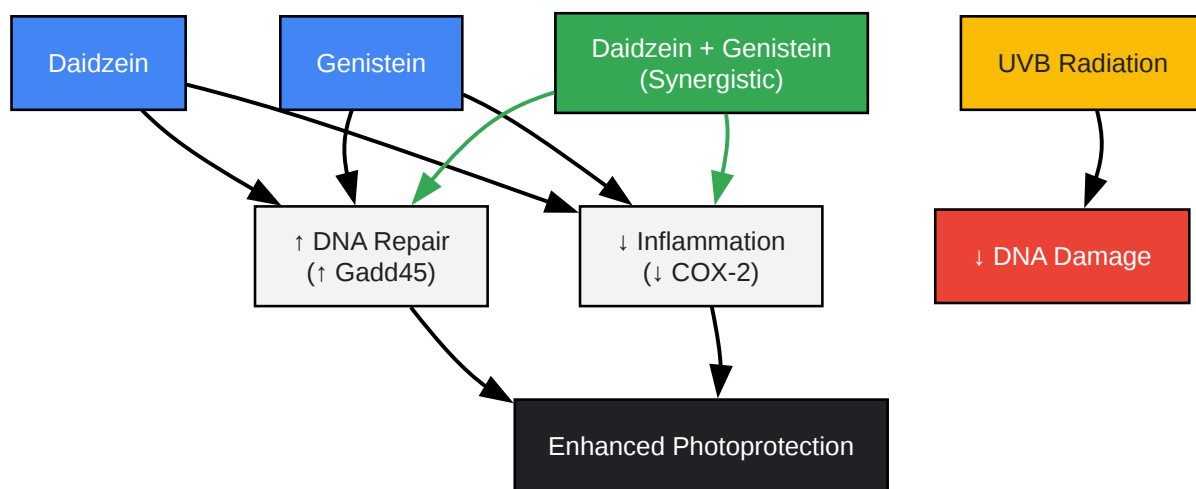 Daidzein
Genistein
Daidzein + Genistein
(Synergistic)
UVB Radiation
↑ DNA Repair
(↑ Gadd45)
↓ Inflammation
(↓ COX-2)
↓ DNA Damage
Enhanced Photoprotection